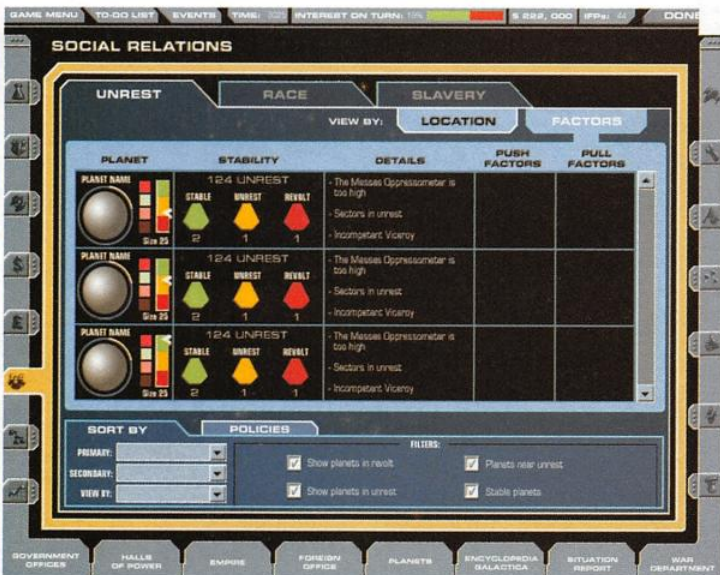 GAME MENU TO-DO LIST EVENTS TIME: INTEREST ON TURN: $ 222, 000 IFPs: 44 DONE
SOCIAL RELATIONS
UNREST RACE SLAVERY
VIEW BY: LOCATION FACTORS
PLANET STABILITY DETAILS PUSH FACTORS PULL FACTORS
PLANET NAME
124 UNREST
STABLE UNREST REVOLT
2 1 1
Size 25
- The Masses Oppressometer is
too high
- Sectors in unrest
- Incompetent Viceroy
PLANET NAME
124 UNREST
STABLE UNREST REVOLT
2 1 1
Size 25
- The Masses Oppressometer is
too high
- Sectors in unrest
- Incompetent Viceroy
PLANET NAME
124 UNREST
STABLE UNREST REVOLT
2 1 1
Size 25
- The Masses Oppressometer is
too high
- Sectors in unrest
- Incompetent Viceroy
SORT BY POLICIES
FILTERS:
PRIMARY:
SECONDARY:
VIEW BY:
Show planets in revolt Planets near unrest
Show planets in unrest Stable planets
GOVERNMENT OFFICES HALLS OF POWER EMPIRE FOREIGN OFFICE PLANETS ENCYCLOPEDIA GALACTICA SITUATION REPORT WAR DEPARTMENT